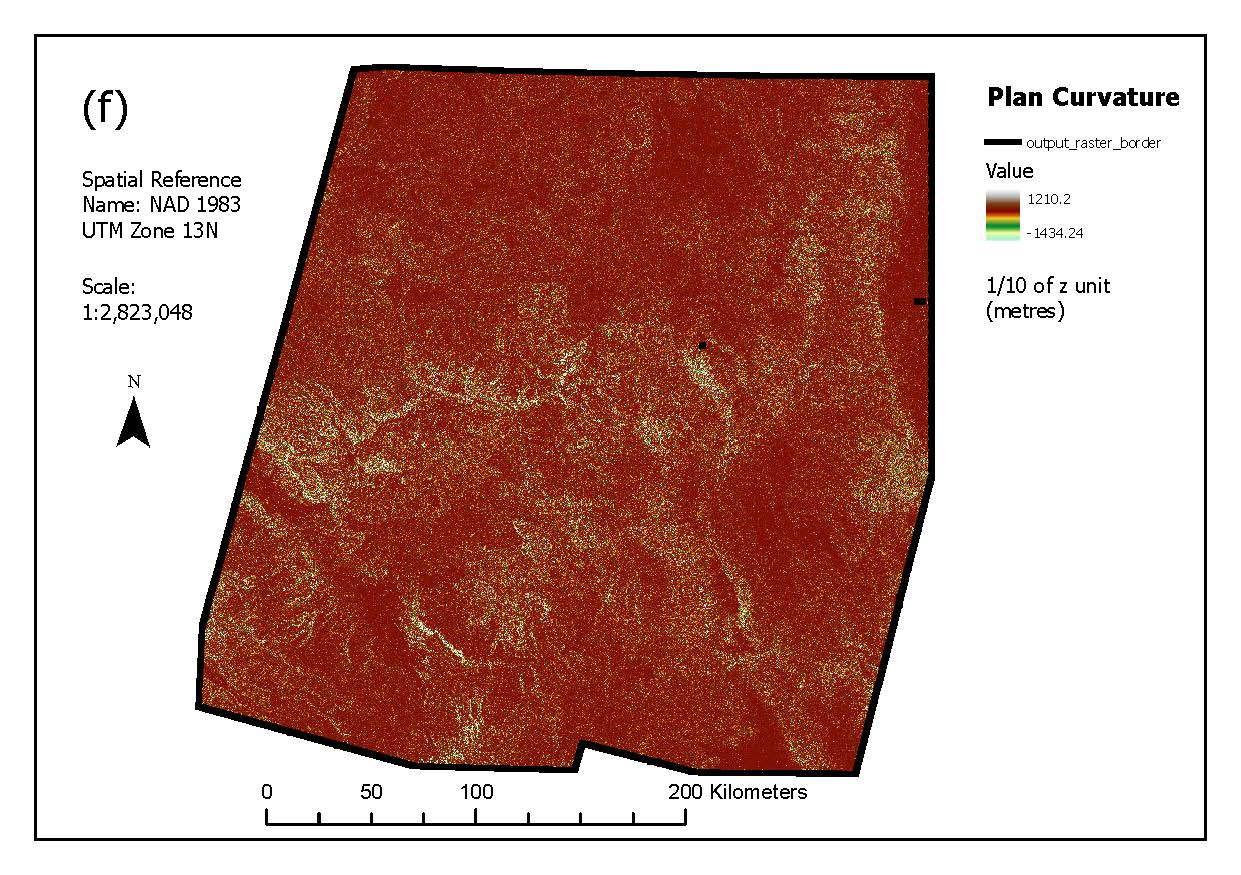 (f)
Spatial Reference
Name: NAD 1983
UTM Zone 13N
Scale:
1:2,823,048
N
Plan Curvature
output_raster_border
Value
1210.2
-1434.24
1/10 of z unit
(metres)
0 50 100 200 Kilometers